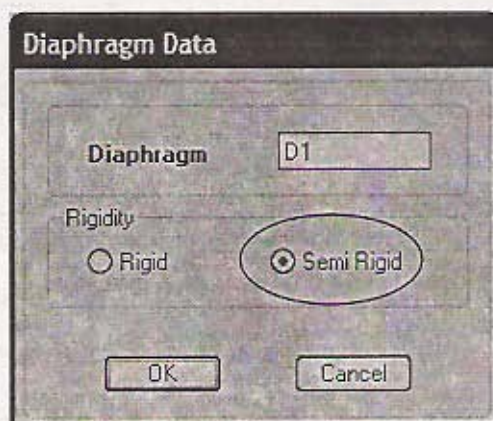 Diaphragm Data
Diaphragm D1
Rigidity
Rigid Semi Rigid
OK Cancel